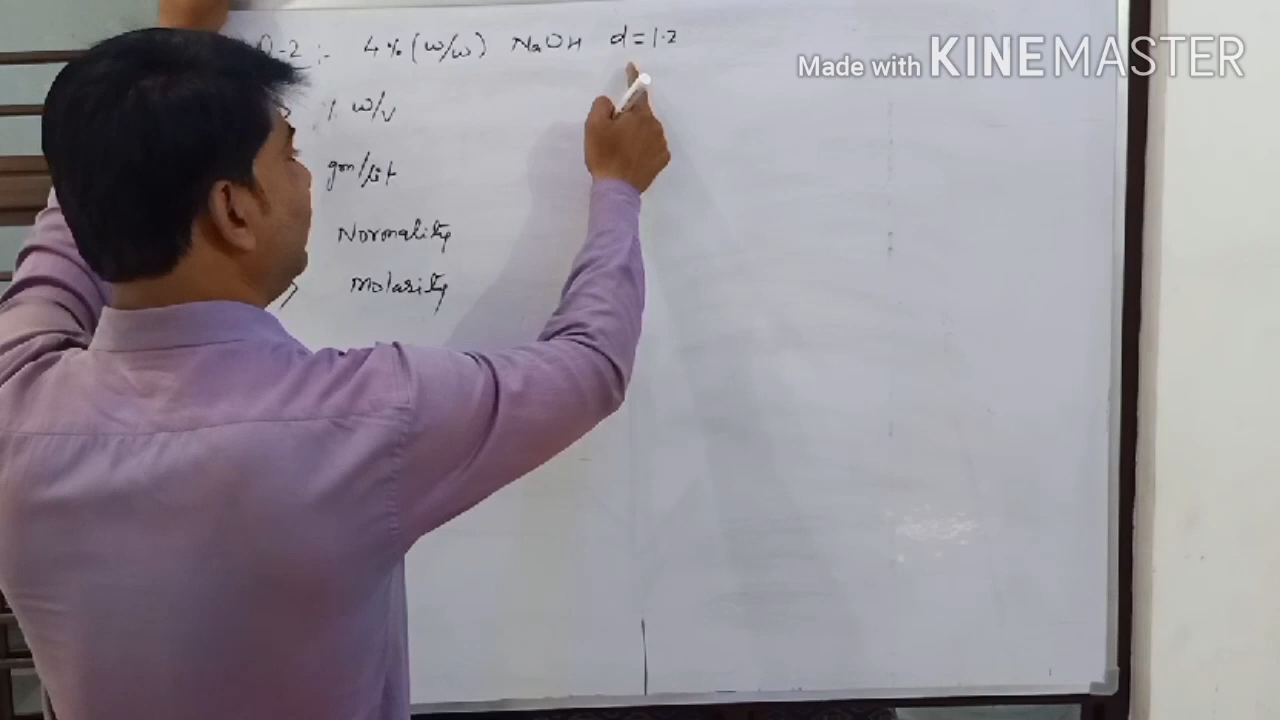 Q-2 :- 4% (w/w) NaOH d=1.2
% w/v
gm/lit
Normality
Molarity
Made with KINEMASTER